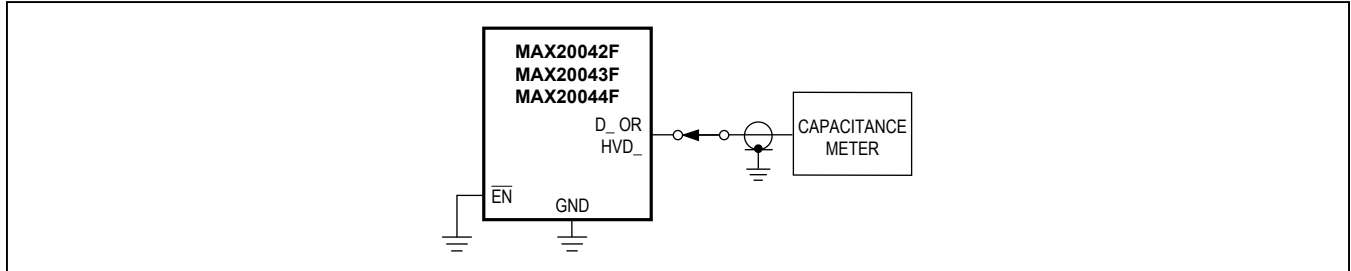 MAX20042F
MAX20043F
MAX20044F
D_ OR
HVD_
CAPACITANCE
METER
EN
GND